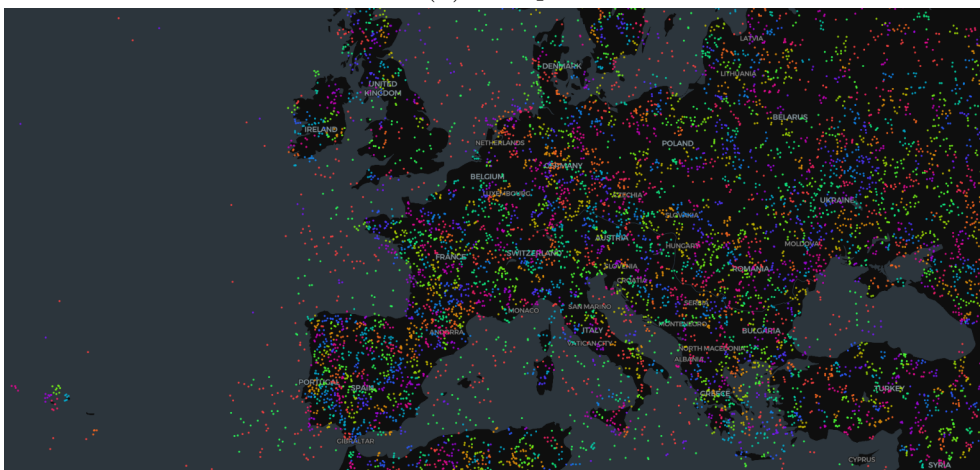 LATVIA
DENMARK
LITHUANIA
UNITED
KINGDOM
BELARUS
IRELAND
NETHERLANDS
POLAND
GERMANY
BELGIUM
LUXEMBOURG
CZECHIA
UKRAINE
SLOVAKIA
AUSTRIA
MOLDOVA
HUNGARY
FRANCE
SWITZERLAND
SLOVENIA
ROMANIA
CROATIA
SERBIA
SAN MARINO
MONACO
MONTENEGRO
ANDORRA
ITALY
BULGARIA
VATICAN CITY
NORTH MACEDONIA
ALBANIA
PORTUGAL
SPAIN
TURKEY
GREECE
GIBRALTAR
CYPRUS
SYRIA